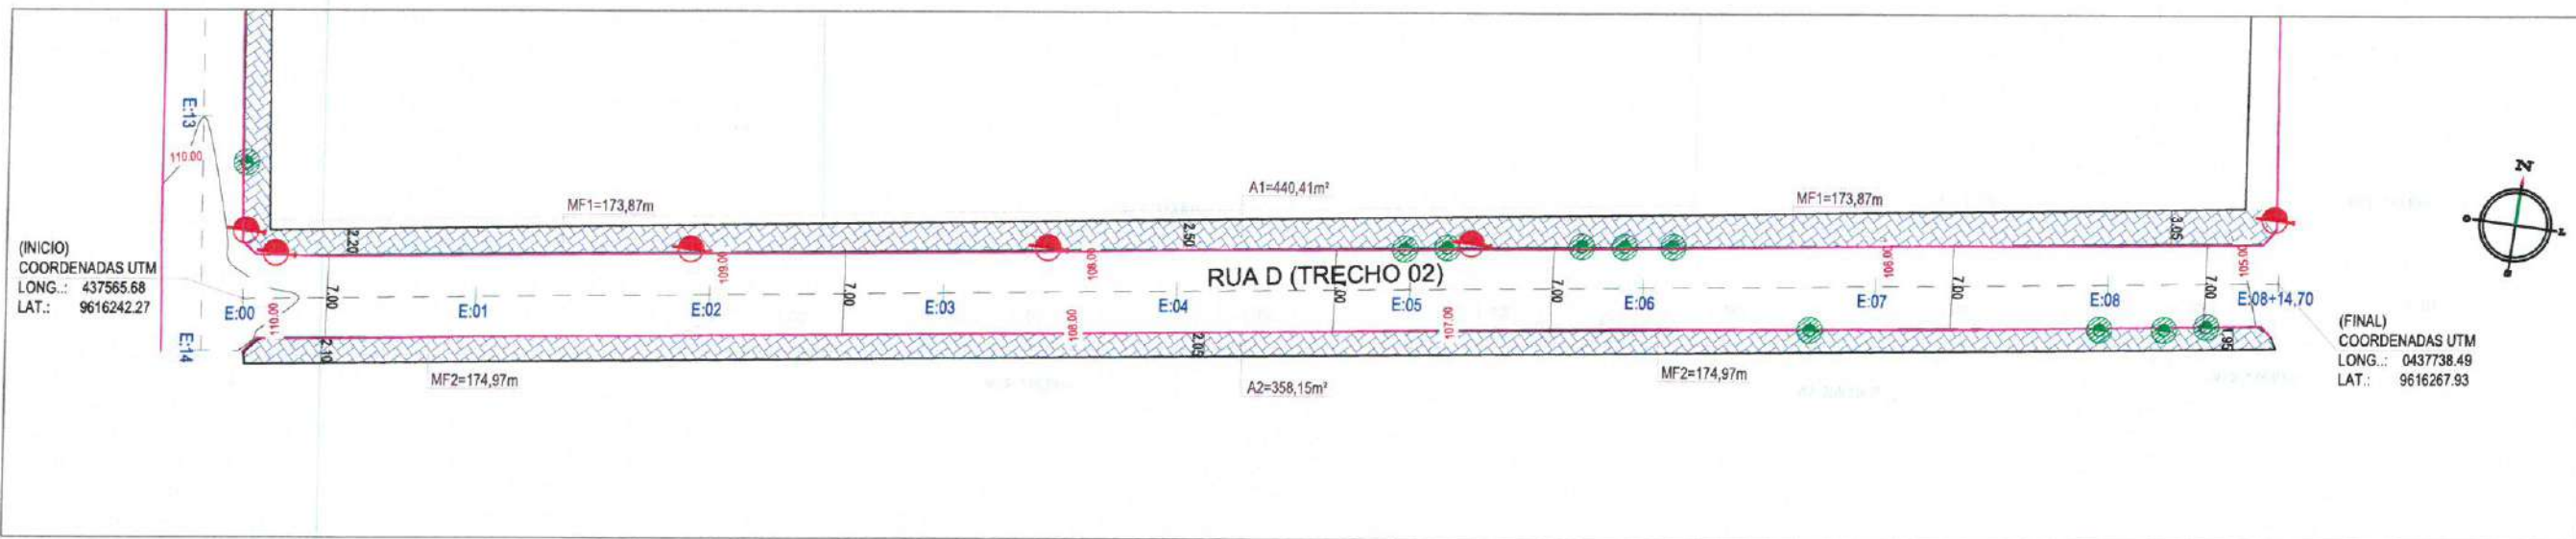 E:13
110.00
MF1=173,87m
A1=440,41m²
MF1=173,87m
N
(INICIO)
COORDENADAS UTM
LONG..: 437565.68
LAT.: 9616242.27
2.20
2.50
3.05
109.00
108.00
106.00
105.00
RUA D (TRECHO 02)
7.00
7.00
7.00
7.00
7.00
7.00
E:00
E:01
E:02
E:03
E:04
E:05
E:06
E:07
E:08
E:08+14,70
110.00
108.00
107.00
E:14
2.10
2.05
1.95
(FINAL)
COORDENADAS UTM
LONG..: 0437738.49
LAT.: 9616267.93
MF2=174,97m
A2=358,15m²
MF2=174,97m